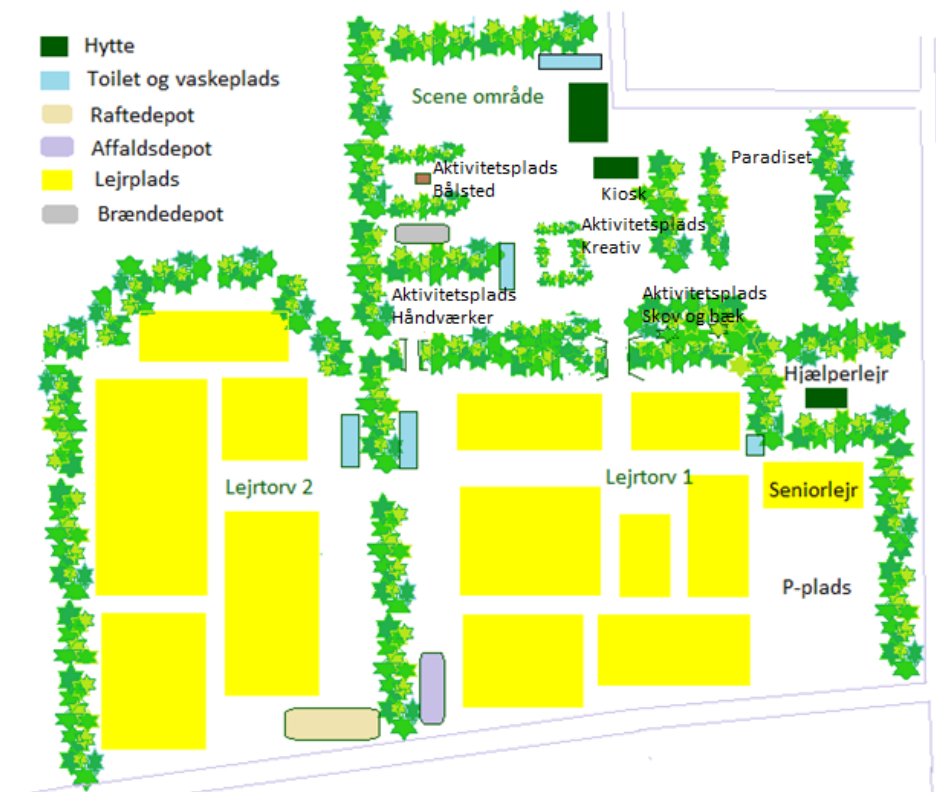 Hytte
Toilet og vaskeplads
Raftedepot
Affaldsdepot
Lejrplads
Brændedepot
Scene område
Aktivitetsplads
Bålsted
Kiosk
Paradiset
Aktivitetsplads
Kreativ
Aktivitetsplads
Håndværker
Aktivitetsplads
Skov og bæk
Hjælperlejr
Lejrtorv 2
Lejrtorv 1
Seniorlejr
P-plads